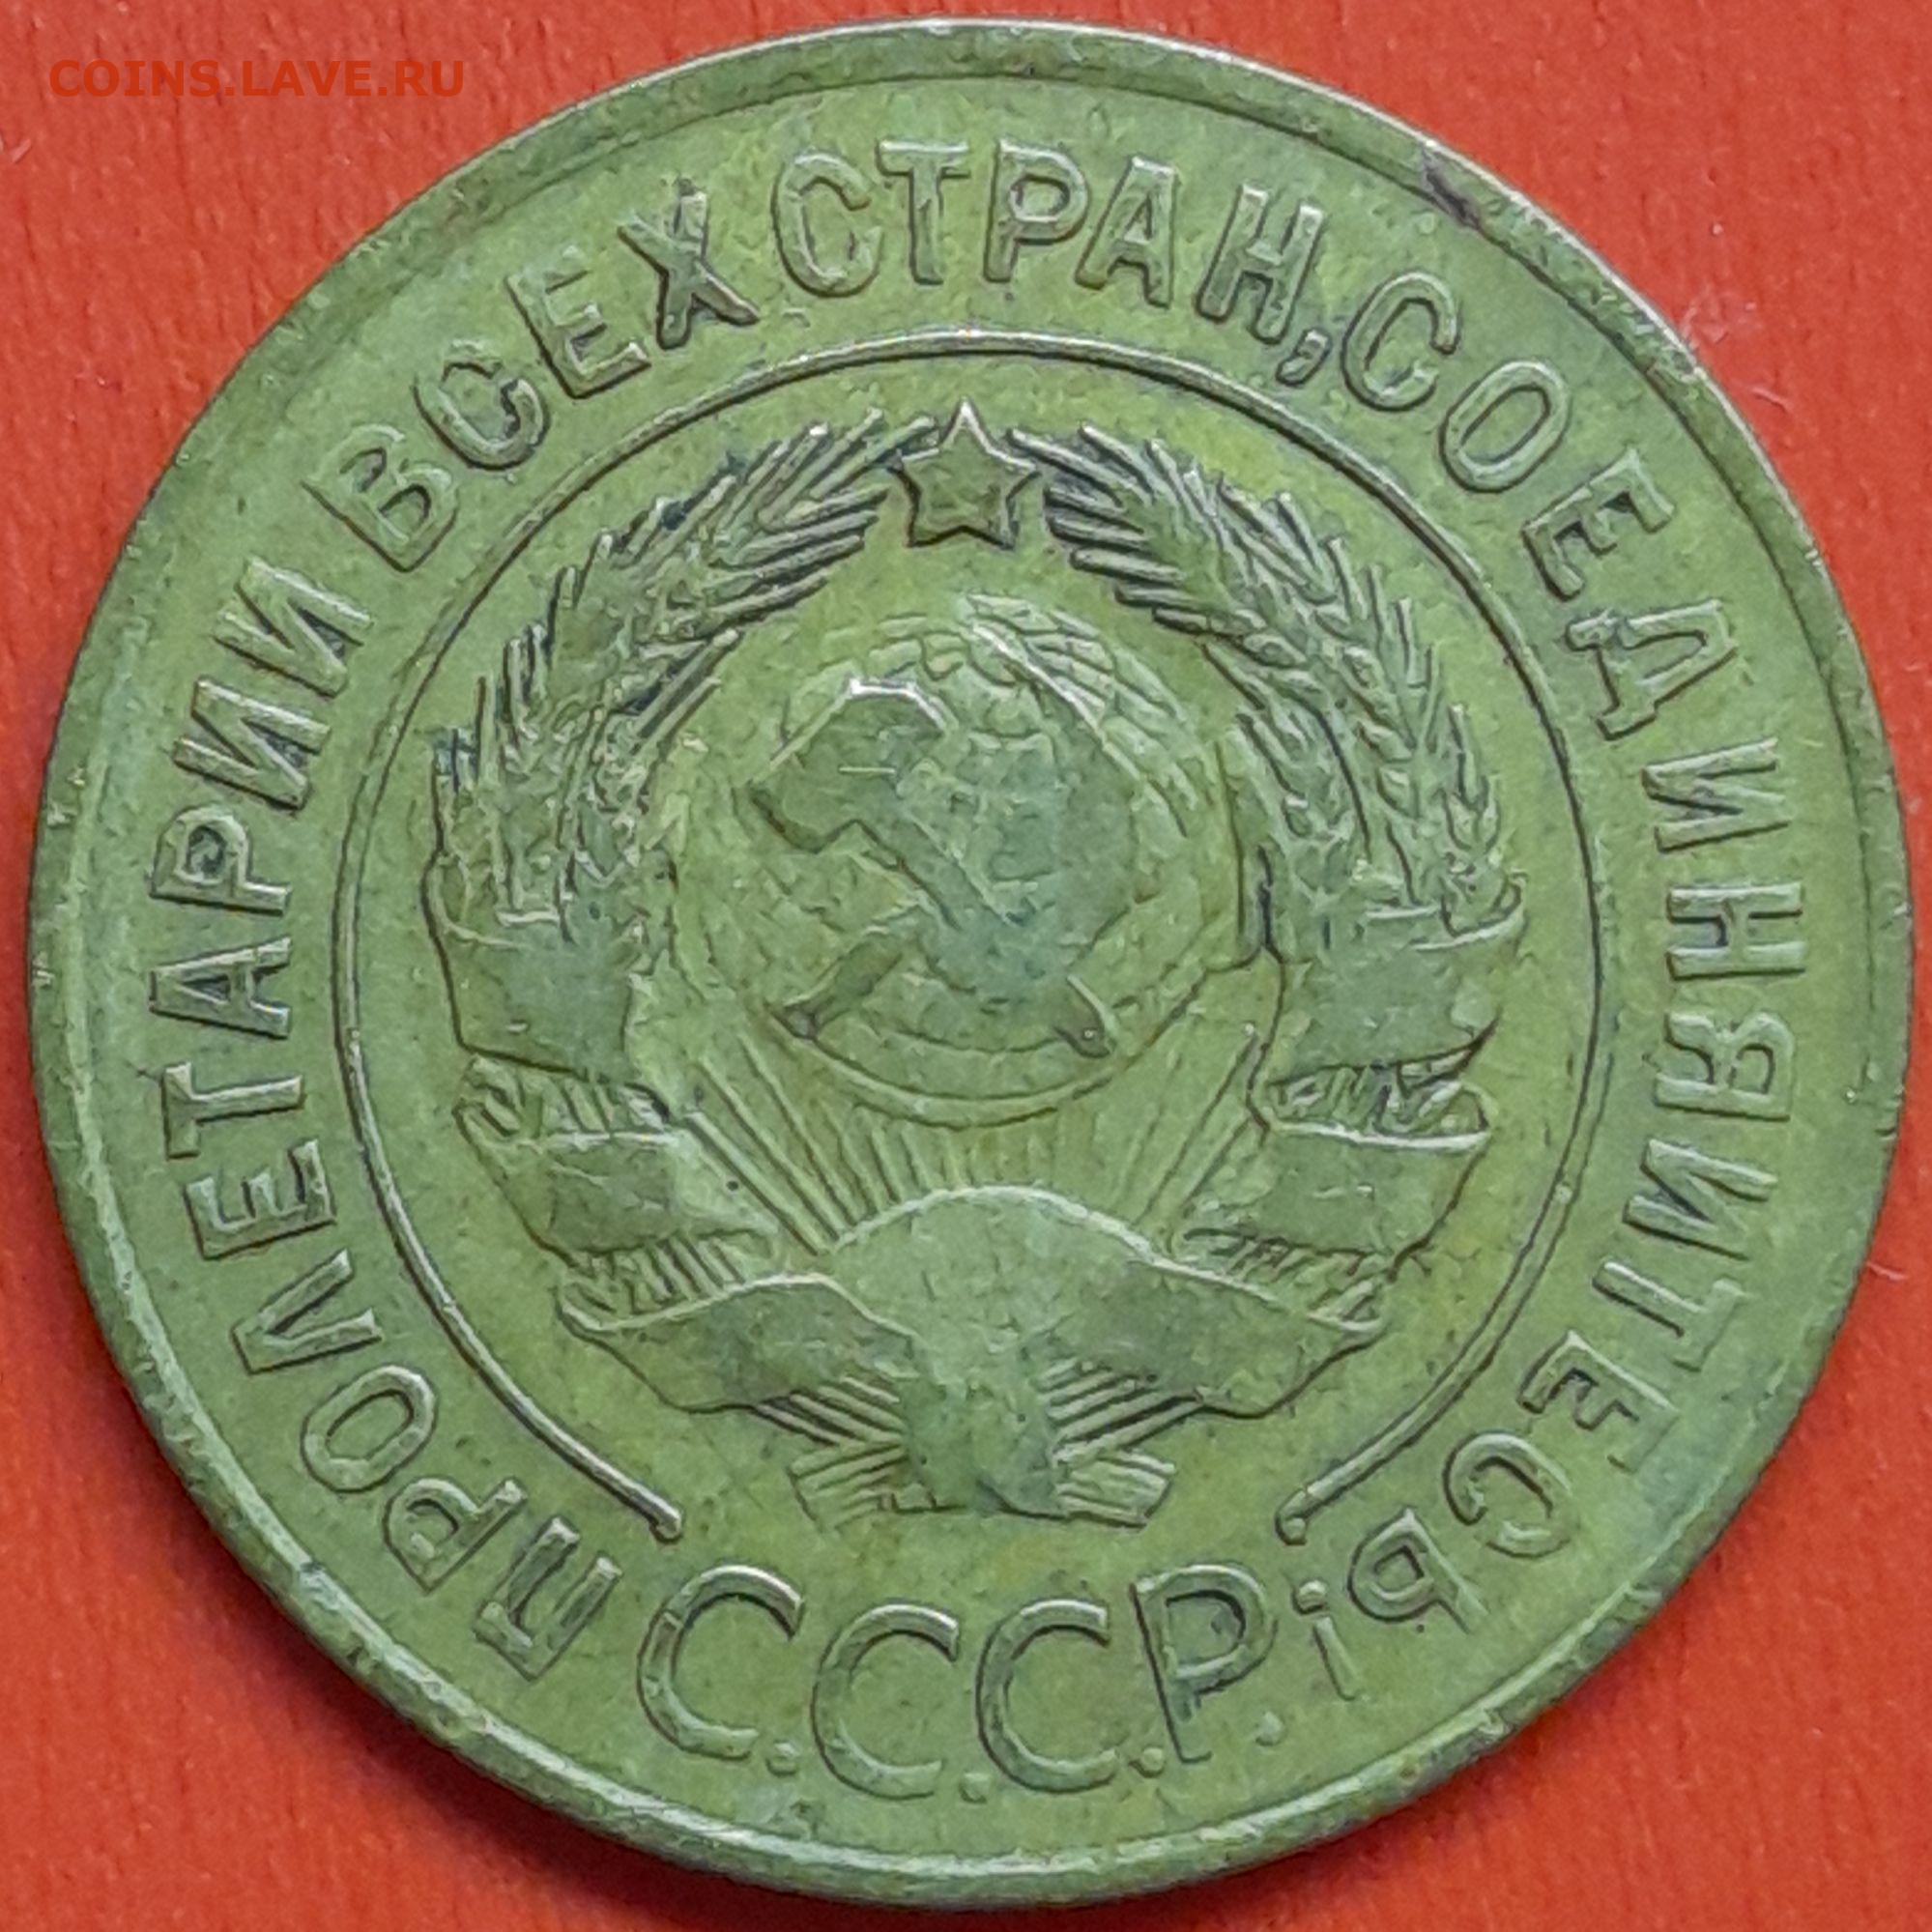 COINS.LAVE.RU
ПРОЛЕТАРИИ ВСЕХ СТРАН, СОЕДИНЯЙТЕСЬ!
С.С.С.Р.